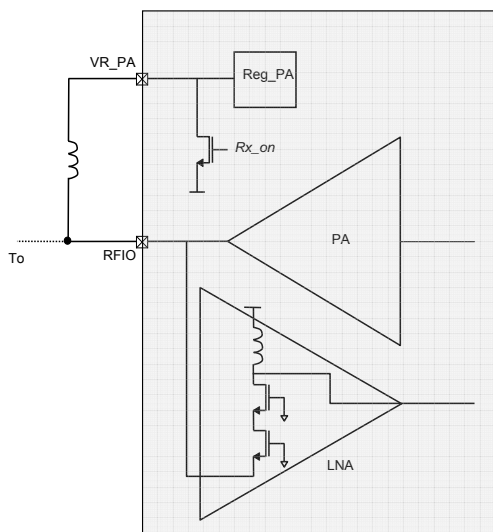 VR_PA
Reg_PA
Rx_on
PA
RFIO
To
LNA